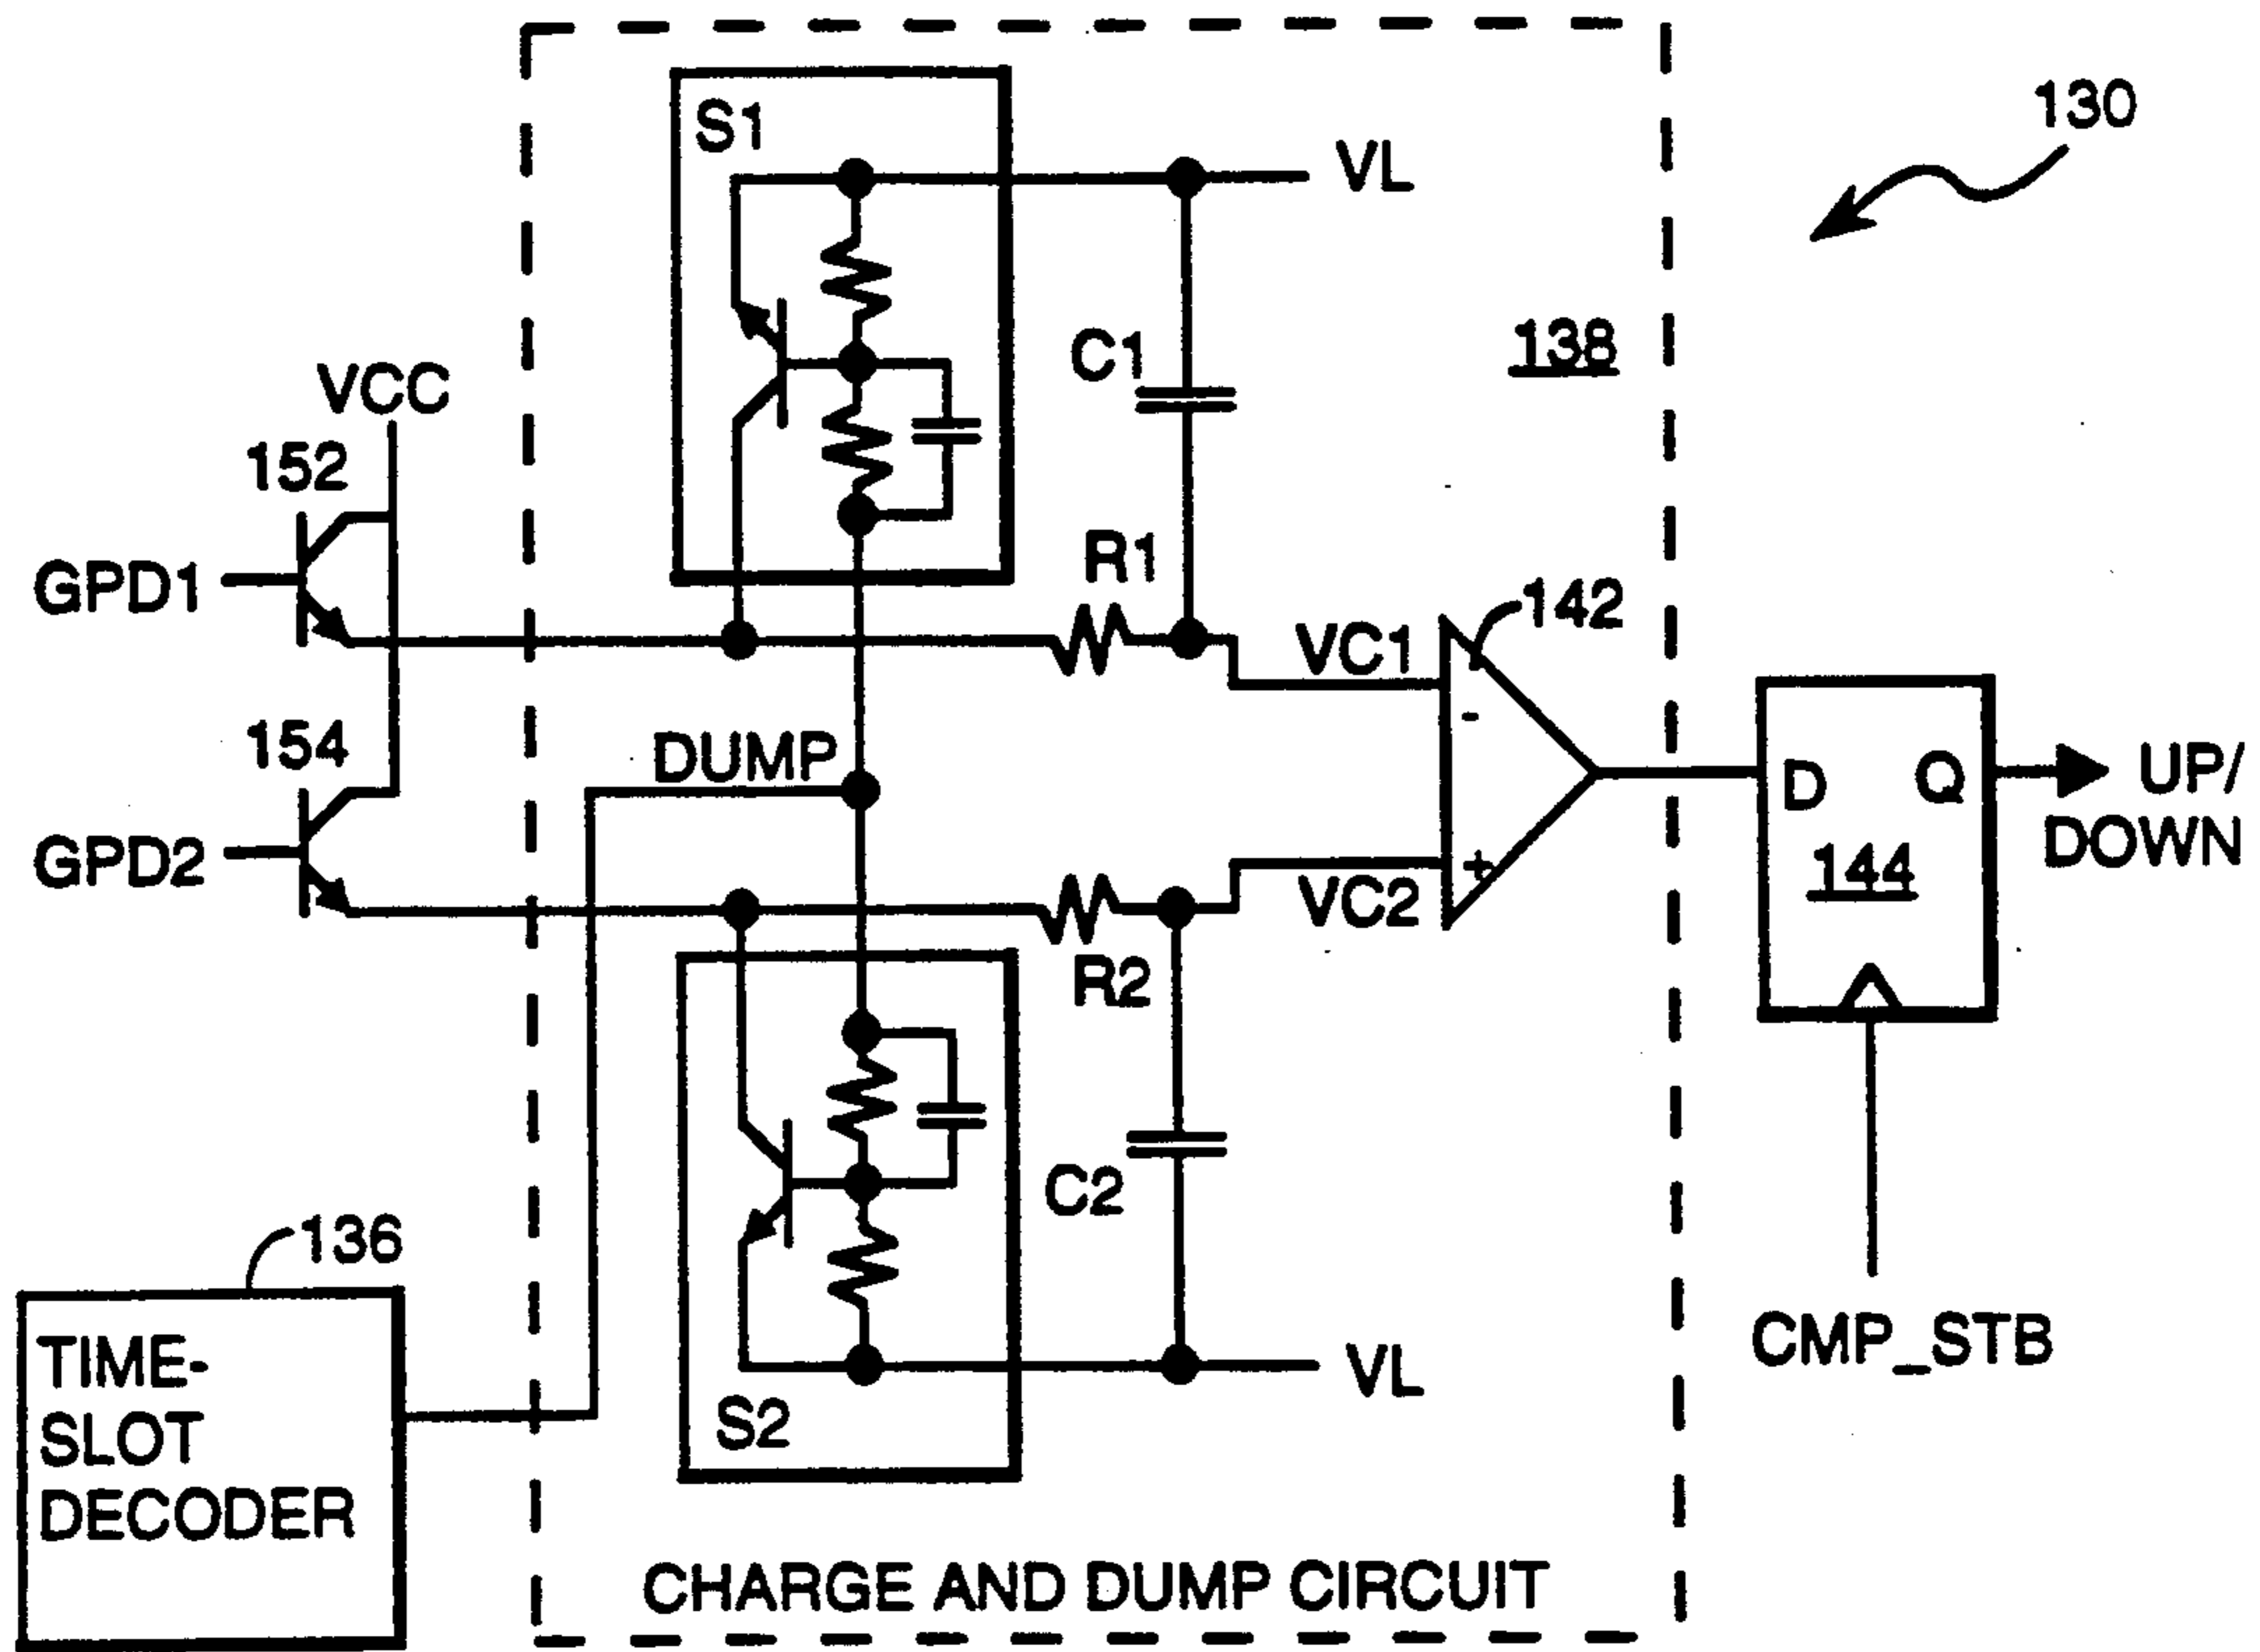 S1
VL
130
C1
138
VCC
152
GPD1
R1
142
VC1
-
154
DUMP
GPD2
D
Q
UP/
DOWN
144
+
VC2
R2
C2
136
TIME-
SLOT
DECODER
CMP_STB
VL
S2
CHARGE AND DUMP CIRCUIT